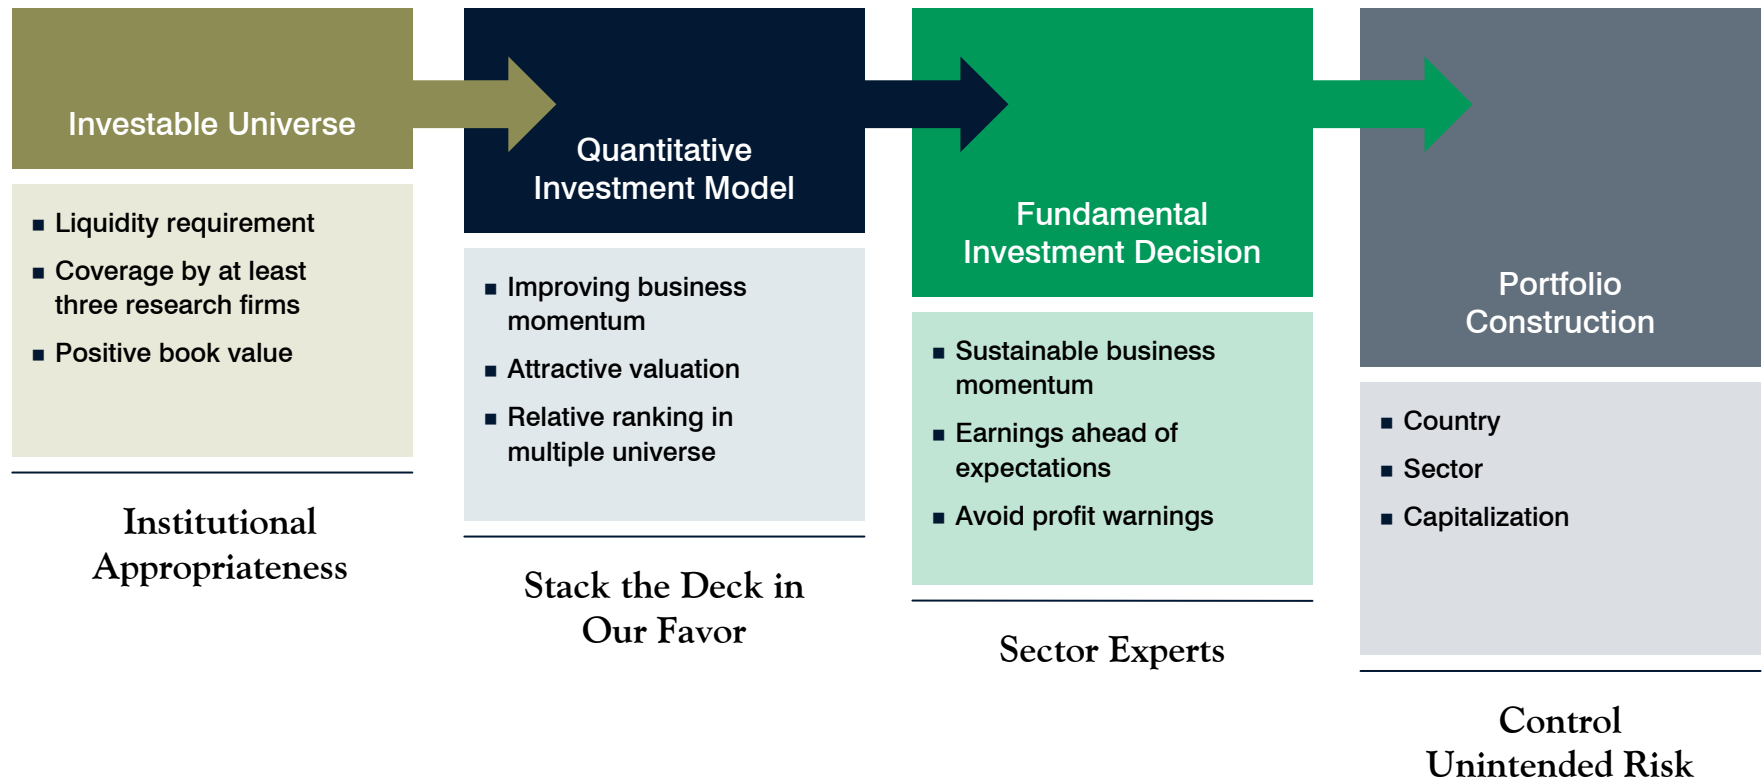 Investable Universe
■ Liquidity requirement
■ Coverage by at least
three research firms
■ Positive book value
Institutional
Appropriateness
Quantitative
Investment Model
■ Improving business
momentum
■ Attractive valuation
■ Relative ranking in
multiple universe
Stack the Deck in
Our Favor
Fundamental
Investment Decision
■ Sustainable business
momentum
■ Earnings ahead of
expectations
■ Avoid profit warnings
Sector Experts
Portfolio
Construction
■ Country
■ Sector
■ Capitalization
Control
Unintended Risk